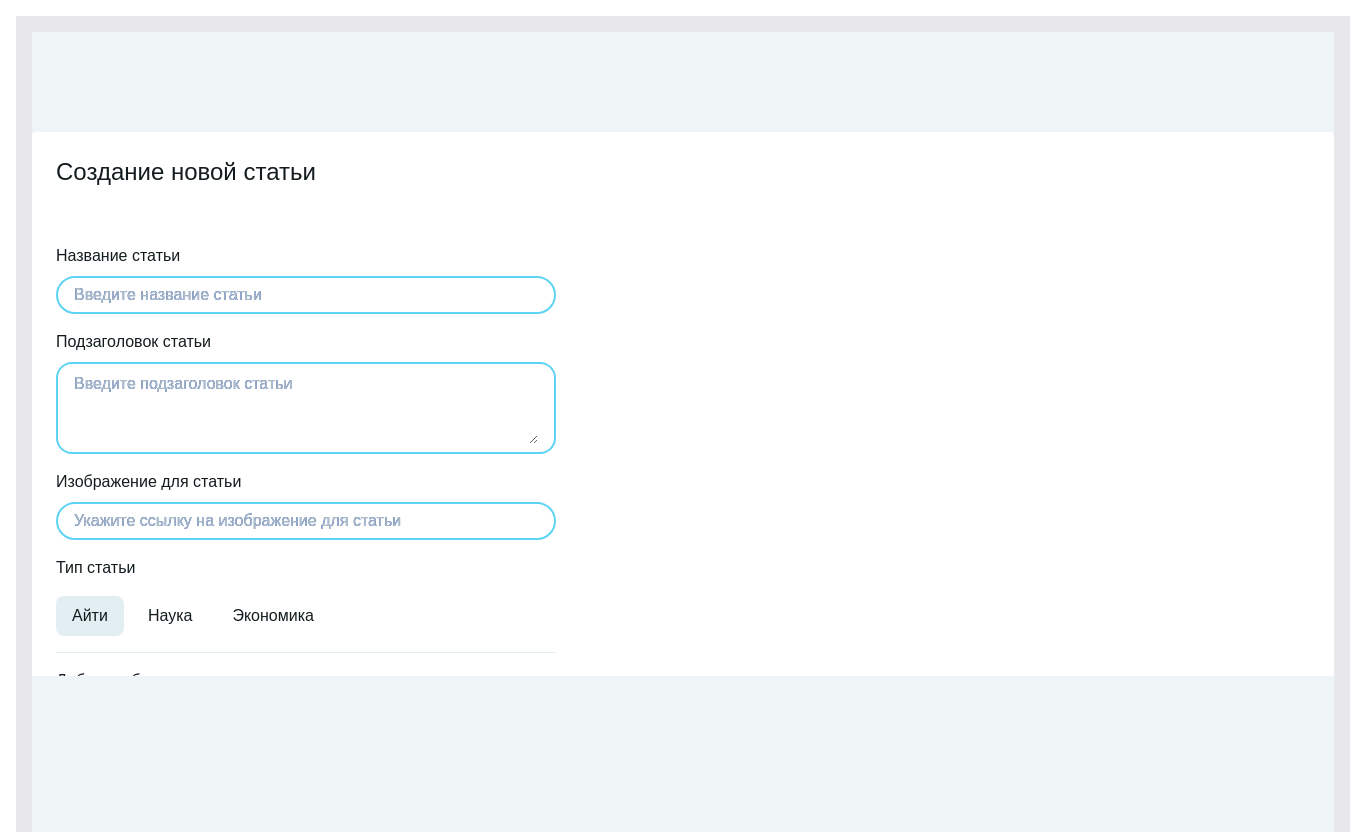 Создание новой статьи
Название статьи
Введите название статьи
Подзаголовок статьи
Введите подзаголовок статьи
Изображение для статьи
Укажите ссылку на изображение для статьи
Тип статьи
Айти Наука Экономика